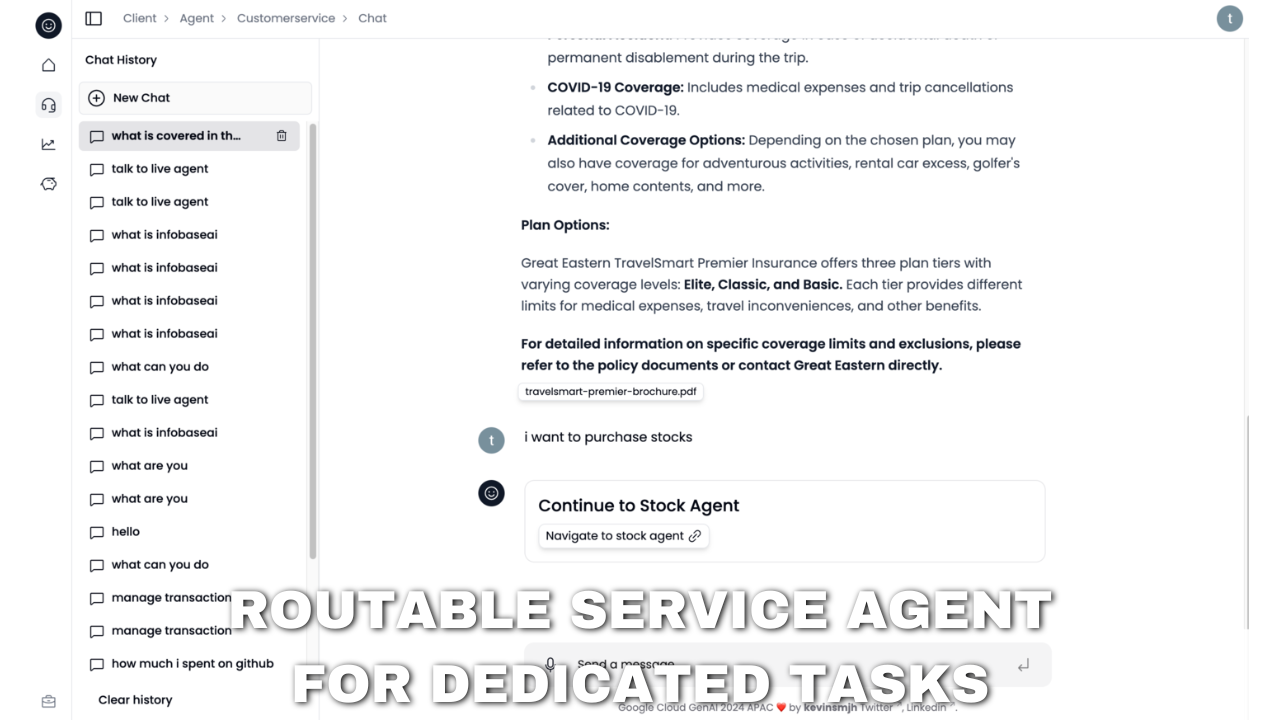 Client > Agent > Customerservice > Chat
t
Chat History
New Chat
what is covered in th...
talk to live agent
talk to live agent
what is infobaseai
what is infobaseai
what is infobaseai
what is infobaseai
what can you do
talk to live agent
what is infobaseai
what are you
what are you
hello
what can you do
manage transaction
manage transaction
how much i spent on github
Clear history
permanent disablement during the trip.
COVID-19 Coverage: Includes medical expenses and trip cancellations
related to COVID-19.
Additional Coverage Options: Depending on the chosen plan, you may
also have coverage for adventurous activities, rental car excess, golfer's
cover, home contents, and more.
Plan Options:
Great Eastern TravelSmart Premier Insurance offers three plan tiers with
varying coverage levels: Elite, Classic, and Basic. Each tier provides different
limits for medical expenses, travel inconveniences, and other benefits.
For detailed information on specific coverage limits and exclusions, please
refer to the policy documents or contact Great Eastern directly.
travelsmart-premier-brochure.pdf
t
i want to purchase stocks
Continue to Stock Agent
Navigate to stock agent
ROUTABLE SERVICE AGENT
FOR DEDICATED TASKS
Send a message
Google Cloud GenAI 2024 APAC ❤️ by kevinsmjh Twitter, Linkedin.